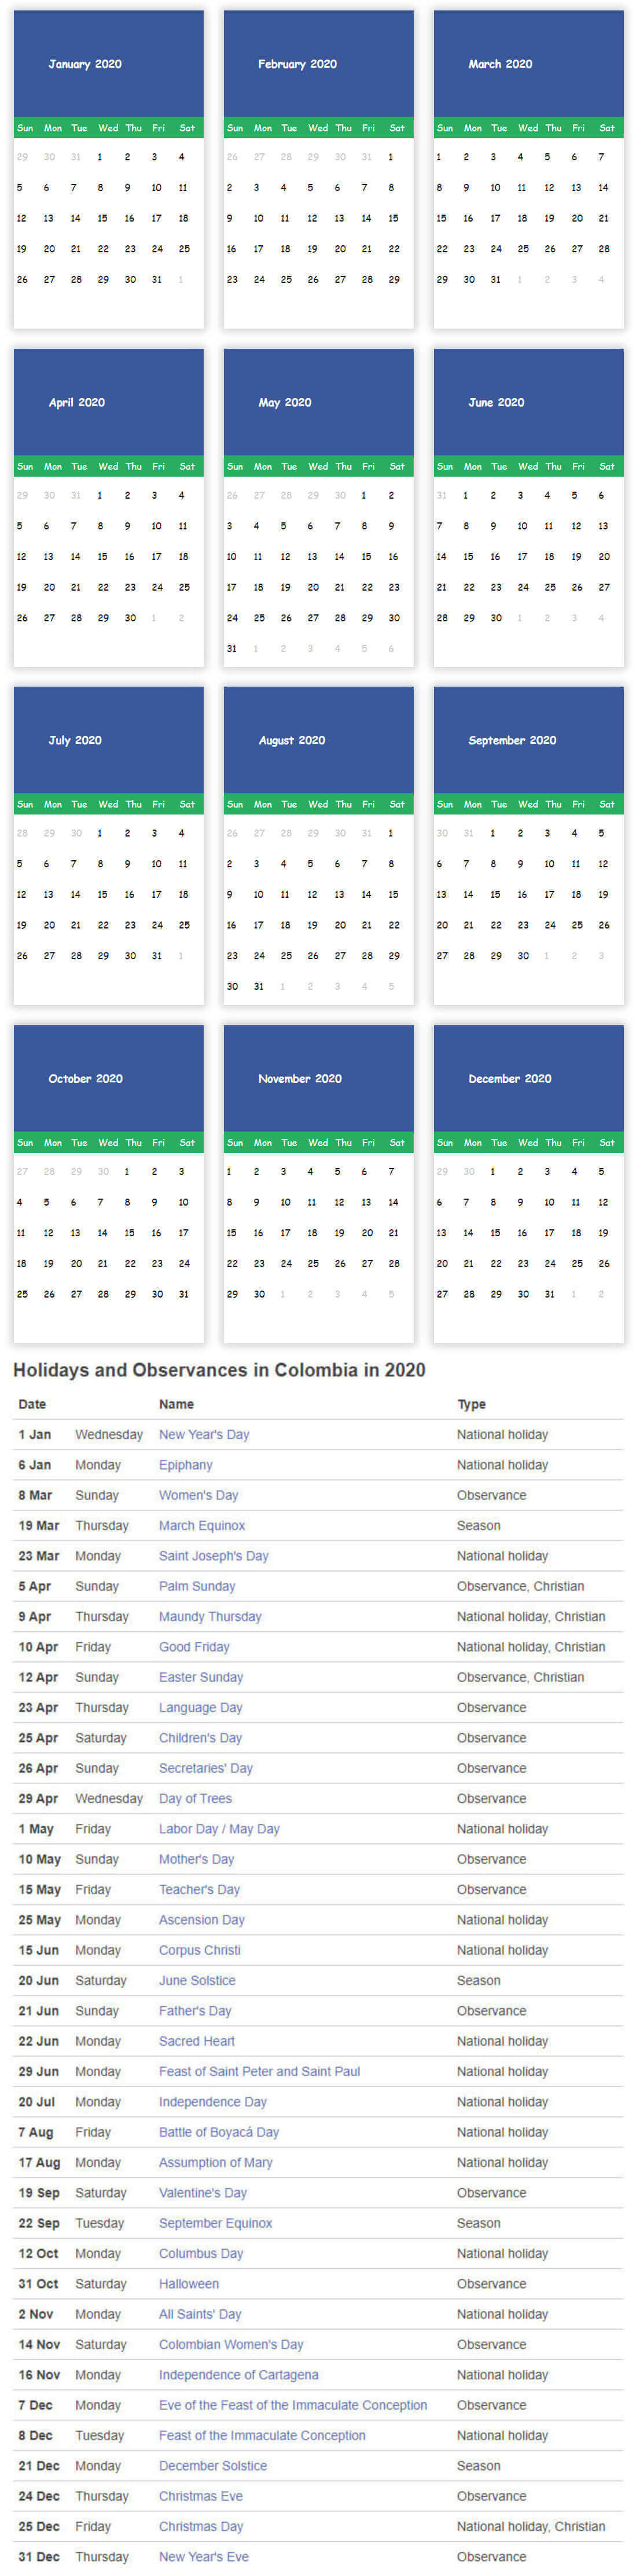 January 2020 February 2020 March 2020
Sun Mon Tue Wed Thu Fri Sat Sun Mon Tue Wed Thu Fri Sat Sun Mon Tue Wed Thu Fri Sat
29 30 31 1 2 3 4 26 27 28 29 30 31 1 1 2 3 4 5 6 7
5 6 7 8 9 10 11 2 3 4 5 6 7 8 8 9 10 11 12 13 14
12 13 14 15 16 17 18 9 10 11 12 13 14 15 15 16 17 18 19 20 21
19 20 21 22 23 24 25 16 17 18 19 20 21 22 22 23 24 25 26 27 28
26 27 28 29 30 31 1 23 24 25 26 27 28 29 29 30 31 1 2 3 4
April 2020 May 2020 June 2020
Sun Mon Tue Wed Thu Fri Sat Sun Mon Tue Wed Thu Fri Sat Sun Mon Tue Wed Thu Fri Sat
29 30 31 1 2 3 4 26 27 28 29 30 1 2 31 1 2 3 4 5 6
5 6 7 8 9 10 11 3 4 5 6 7 8 9 7 8 9 10 11 12 13
12 13 14 15 16 17 18 10 11 12 13 14 15 16 14 15 16 17 18 19 20
19 20 21 22 23 24 25 17 18 19 20 21 22 23 21 22 23 24 25 26 27
26 27 28 29 30 1 2 24 25 26 27 28 29 30 28 29 30 1 2 3 4
31 1 2 3 4 5 6
July 2020 August 2020 September 2020
Sun Mon Tue Wed Thu Fri Sat Sun Mon Tue Wed Thu Fri Sat Sun Mon Tue Wed Thu Fri Sat
28 29 30 1 2 3 4 26 27 28 29 30 31 1 30 31 1 2 3 4 5
5 6 7 8 9 10 11 2 3 4 5 6 7 8 6 7 8 9 10 11 12
12 13 14 15 16 17 18 9 10 11 12 13 14 15 13 14 15 16 17 18 19
19 20 21 22 23 24 25 16 17 18 19 20 21 22 20 21 22 23 24 25 26
26 27 28 29 30 31 1 23 24 25 26 27 28 29 27 28 29 30 1 2 3
30 31 1 2 3 4 5
October 2020 November 2020 December 2020
Sun Mon Tue Wed Thu Fri Sat Sun Mon Tue Wed Thu Fri Sat Sun Mon Tue Wed Thu Fri Sat
27 28 29 30 1 2 3 1 2 3 4 5 6 7 29 30 1 2 3 4 5
4 5 6 7 8 9 10 8 9 10 11 12 13 14 6 7 8 9 10 11 12
11 12 13 14 15 16 17 15 16 17 18 19 20 21 13 14 15 16 17 18 19
18 19 20 21 22 23 24 22 23 24 25 26 27 28 20 21 22 23 24 25 26
25 26 27 28 29 30 31 29 30 1 2 3 4 5 27 28 29 30 31 1 2
Holidays and Observances in Colombia in 2020
Date Name Type
1 Jan Wednesday New Year's Day National holiday
6 Jan Monday Epiphany National holiday
8 Mar Sunday Women's Day Observance
19 Mar Thursday March Equinox Season
23 Mar Monday Saint Joseph's Day National holiday
5 Apr Sunday Palm Sunday Observance, Christian
9 Apr Thursday Maundy Thursday National holiday, Christian
10 Apr Friday Good Friday National holiday, Christian
12 Apr Sunday Easter Sunday Observance, Christian
23 Apr Thursday Language Day Observance
25 Apr Saturday Children's Day Observance
26 Apr Sunday Secretaries' Day Observance
29 Apr Wednesday Day of Trees Observance
1 May Friday Labor Day / May Day National holiday
10 May Sunday Mother's Day Observance
15 May Friday Teacher's Day Observance
25 May Monday Ascension Day National holiday
15 Jun Monday Corpus Christi National holiday
20 Jun Saturday June Solstice Season
21 Jun Sunday Father's Day Observance
22 Jun Monday Sacred Heart National holiday
29 Jun Monday Feast of Saint Peter and Saint Paul National holiday
20 Jul Monday Independence Day National holiday
7 Aug Friday Battle of Boyacá Day National holiday
17 Aug Monday Assumption of Mary National holiday
19 Sep Saturday Valentine's Day Observance
22 Sep Tuesday September Equinox Season
12 Oct Monday Columbus Day National holiday
31 Oct Saturday Halloween Observance
2 Nov Monday All Saints' Day National holiday
14 Nov Saturday Colombian Women's Day Observance
16 Nov Monday Independence of Cartagena National holiday
7 Dec Monday Eve of the Feast of the Immaculate Conception Observance
8 Dec Tuesday Feast of the Immaculate Conception National holiday
21 Dec Monday December Solstice Season
24 Dec Thursday Christmas Eve Observance
25 Dec Friday Christmas Day National holiday, Christian
31 Dec Thursday New Year's Eve Observance